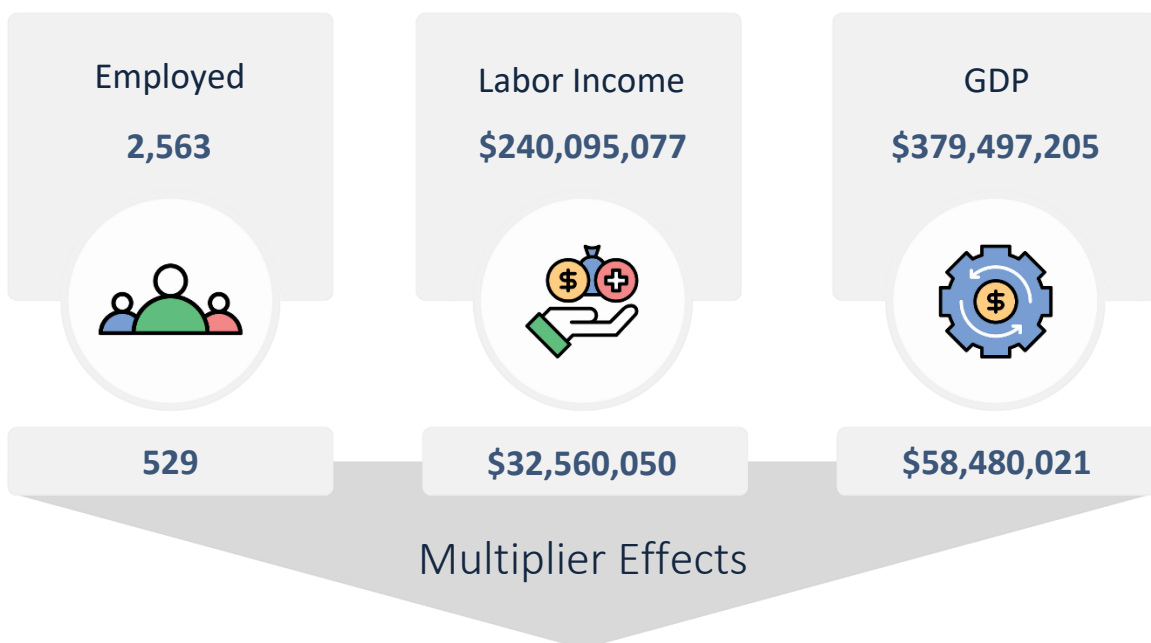 Employed
2,563
Labor Income
$240,095,077
GDP
$379,497,205
$
$
529
$32,560,050
$58,480,021
Multiplier Effects